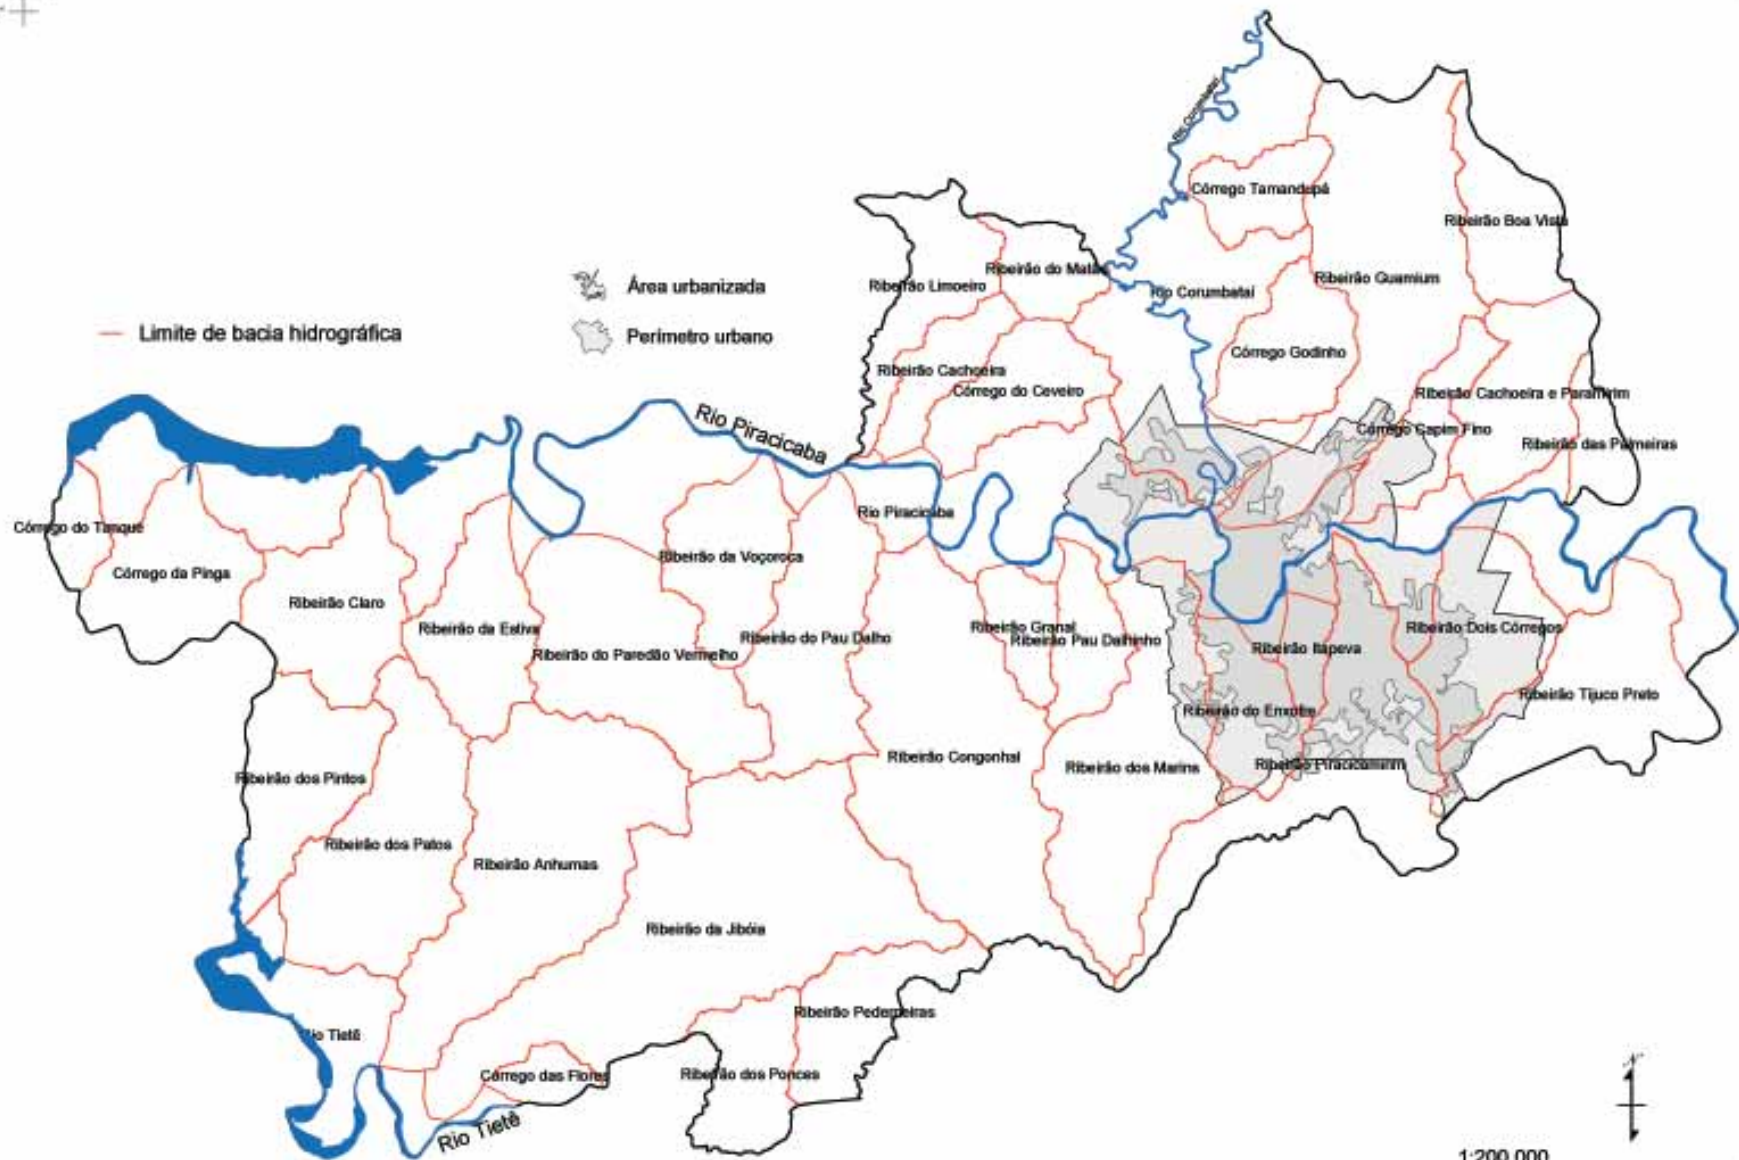 Rio Corumbataí
Córrego Tamandupá
Ribeirão Boa Vista
Ribeirão do Matão
Ribeirão Guamium
Área urbanizada
Ribeirão Limoeiro
Rio Corumbataí
Limite de bacia hidrográfica
Perímetro urbano
Córrego Godinho
Ribeirão Cachoeira
Córrego do Ceveiro
Ribeirão Cachoeira e Paramirim
Rio Piracicaba
Córrego Capim Fino
Ribeirão das Palmeiras
Rio Piracicaba
Córrego do Tanque
Ribeirão da Voçoroca
Córrego da Pinga
Ribeirão Claro
Ribeirão da Estiva
Ribeirão Granal
Ribeirão Dois Córregos
Ribeirão do Pau Dalho
Ribeirão Pau Dalhinho
Ribeirão Itapeva
Ribeirão do Paredão Vermelho
Ribeirão Tijuco Preto
Ribeirão do Enxofre
Ribeirão Congonhal
Ribeirão dos Marins
Ribeirão Piracicamirim
Ribeirão dos Pintos
Ribeirão dos Patos
Ribeirão Anhumas
Ribeirão da Jibóia
Ribeirão Pederneiras
Rio Tietê
Córrego das Flores
Ribeirão dos Ponces
Rio Tietê
1:200.000